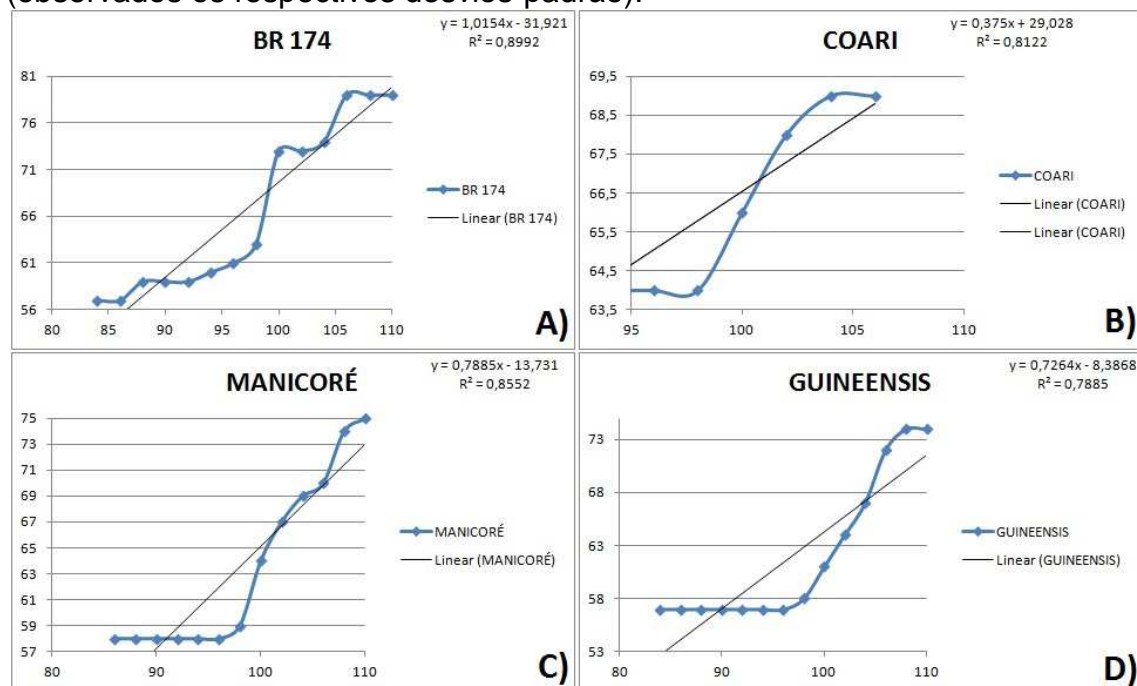 (observados os respectivos desvios padrão).
BR 174
y = 1,0154x - 31,921
R² = 0,8992
81
76
71
66
61
56
80 85 90 95 100 105 110
BR 174
Linear (BR 174)
A)
COARI
y = 0,375x + 29,028
R² = 0,8122
69,5
68,5
67,5
66,5
65,5
64,5
63,5
95 100 105 110
COARI
Linear (COARI)
Linear (COARI)
B)
MANICORÉ
y = 0,7885x - 13,731
R² = 0,8552
75
73
71
69
67
65
63
61
59
57
80 90 100 110
MANICORÉ
Linear (MANICORÉ)
C)
GUINEENSIS
y = 0,7264x - 8,3868
R² = 0,7885
73
68
63
58
53
80 90 100 110
GUINEENSIS
Linear (GUINEENSIS)
D)